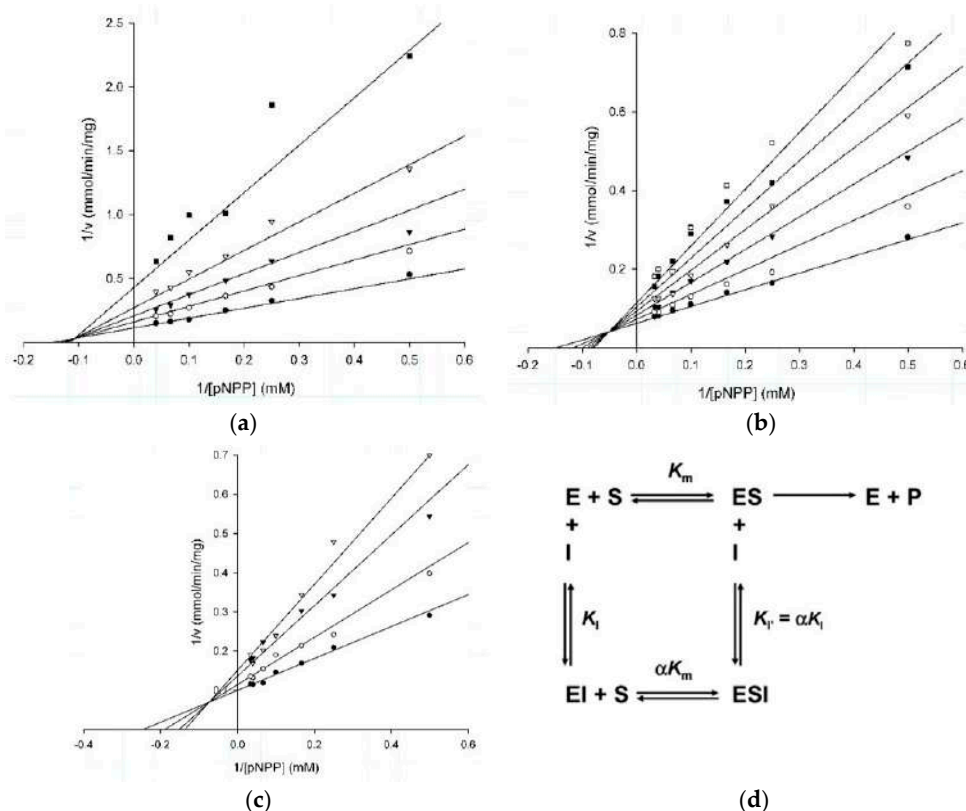 2.5
2.0
1.5
1.0
0.5
1/v (mmol/min/mg)
-0.2 -0.1 0.0 0.1 0.2 0.3 0.4 0.5 0.6
1/[pNPP] (mM)
(a)
0.8
0.6
0.4
0.2
1/v (mmol/min/mg)
-0.2 -0.1 0.0 0.1 0.2 0.3 0.4 0.5 0.6
1/[pNPP] (mM)
(b)
0.7
0.6
0.5
0.4
0.3
0.2
1/v (mmol/min/mg)
-0.4 -0.2 0.0 0.2 0.4 0.6
1/[pNPP] (mM)
(c)
Km
E + S ES E + P
+ +
I I
KI KI' = αKI
αKm
EI + S ESI
(d)